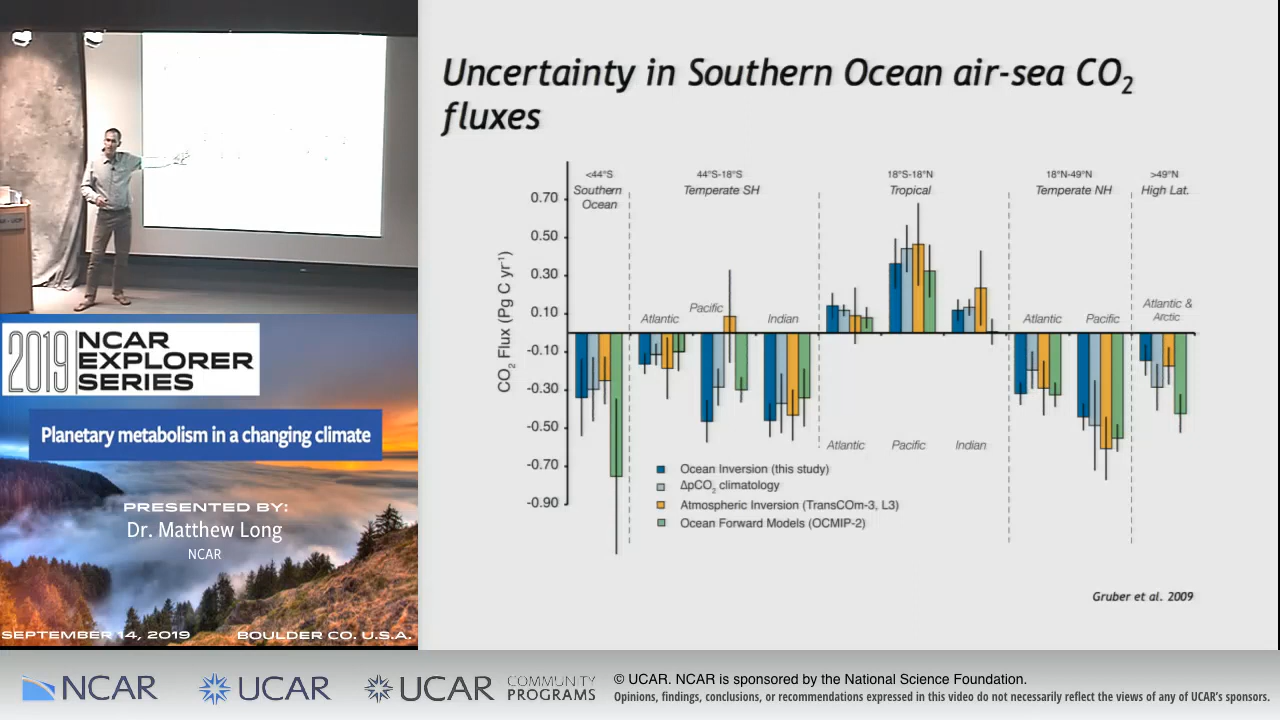 Uncertainty in Southern Ocean air-sea CO2
fluxes
<44°S
Southern
Ocean
44°S-18°S
Temperate SH
18°S-18°N
Tropical
18°N-49°N
Temperate NH
>49°N
High Lat.
0.70
0.50
0.30
0.10
-0.10
-0.30
-0.50
-0.70
-0.90
CO2 Flux (Pg C yr-1)
Atlantic
Pacific
Indian
Atlantic
Pacific
Indian
Atlantic
Pacific
Atlantic &
Arctic
Ocean Inversion (this study)
ΔpCO2 climatology
Atmospheric Inversion (TransCOm-3, L3)
Ocean Forward Models (OCMIP-2)
Gruber et al. 2009
2019 NCAR
EXPLORER
SERIES
Planetary metabolism in a changing climate
PRESENTED BY:
Dr. Matthew Long
NCAR
SEPTEMBER 14, 2019 BOULDER CO. U.S.A.
NCAR
UCAR
UCAR COMMUNITY
PROGRAMS
© UCAR. NCAR is sponsored by the National Science Foundation.
Opinions, findings, conclusions, or recommendations expressed in this video do not necessarily reflect the views of any of UCAR's sponsors.